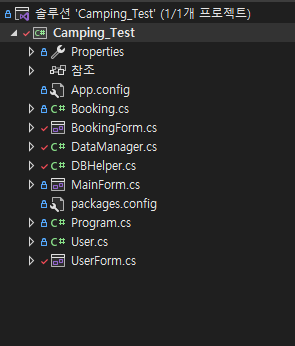 솔루션 'Camping_Test' (1/1개 프로젝트)
C# Camping_Test
Properties
참조
App.config
C# Booking.cs
BookingForm.cs
C# DataManager.cs
C# DBHelper.cs
MainForm.cs
packages.config
C# Program.cs
C# User.cs
UserForm.cs